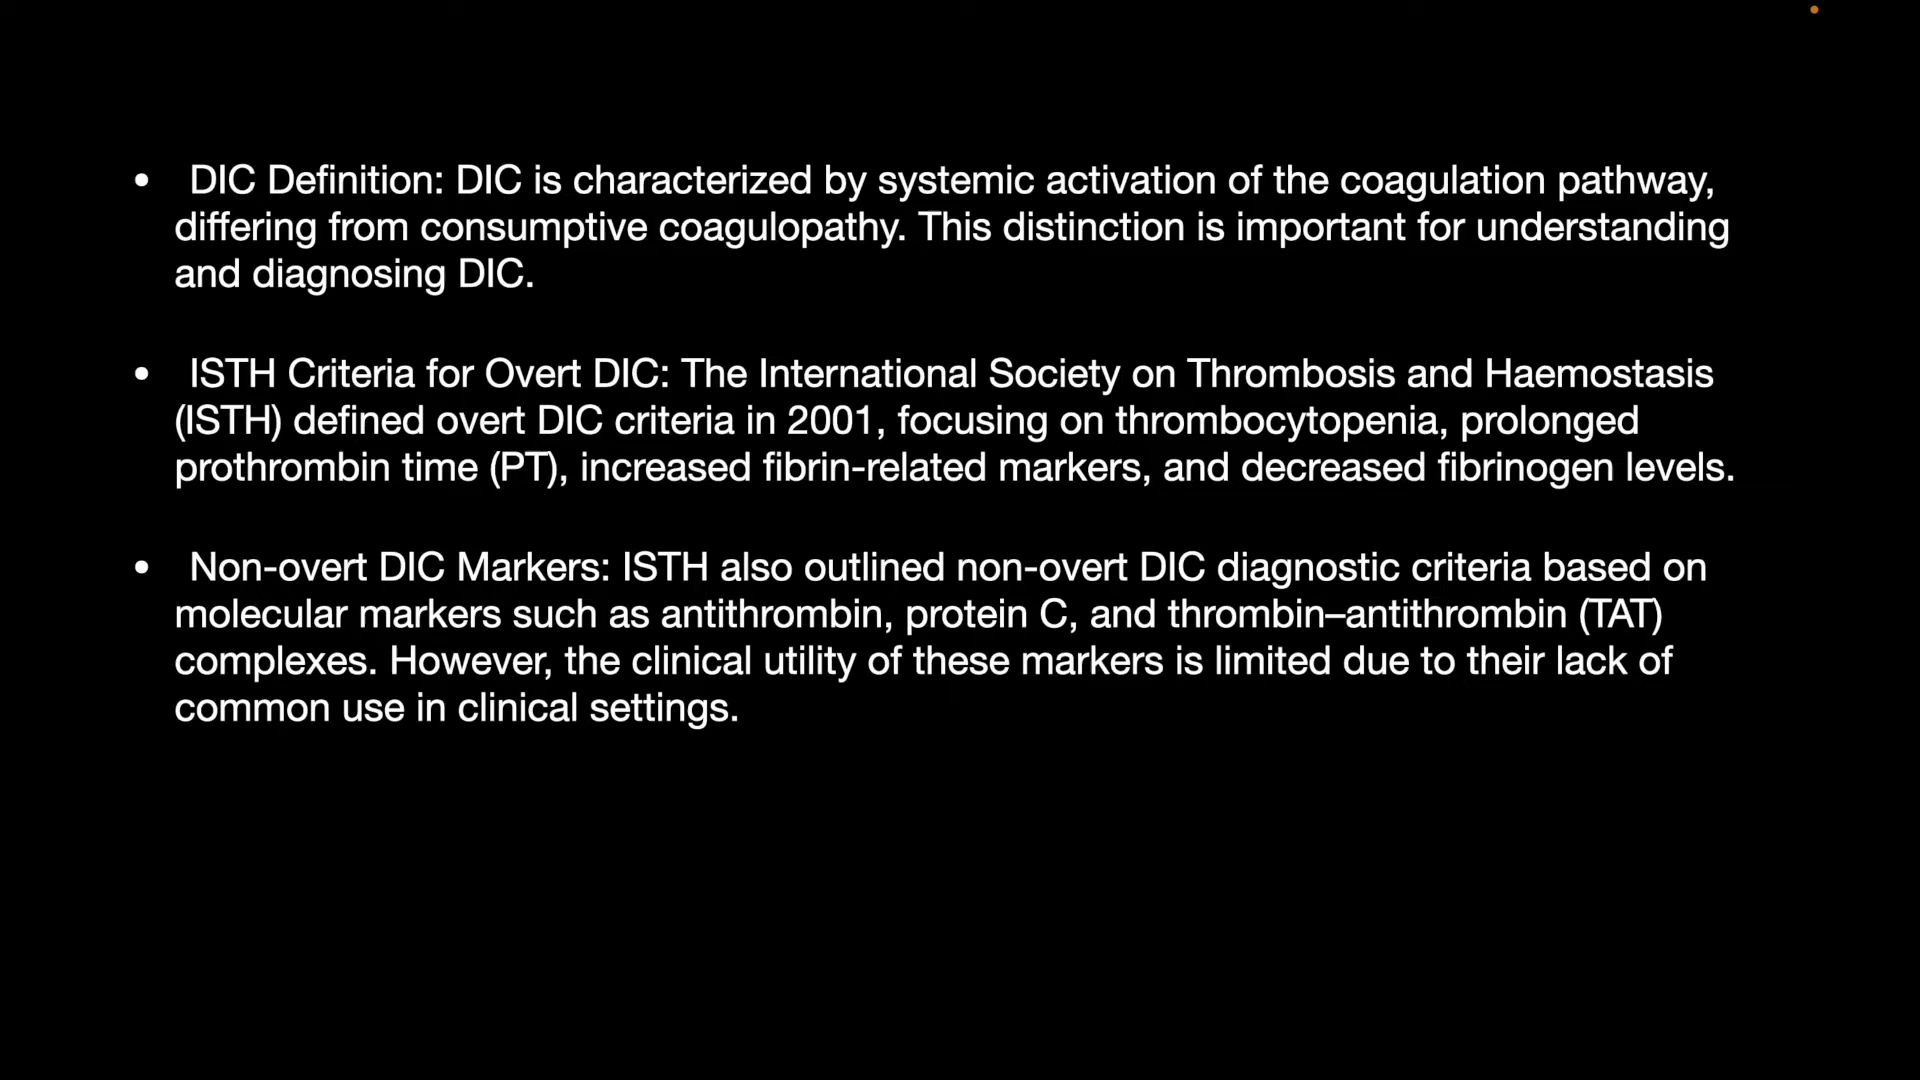 • DIC Definition: DIC is characterized by systemic activation of the coagulation pathway,
differing from consumptive coagulopathy. This distinction is important for understanding
and diagnosing DIC.
• ISTH Criteria for Overt DIC: The International Society on Thrombosis and Haemostasis
(ISTH) defined overt DIC criteria in 2001, focusing on thrombocytopenia, prolonged
prothrombin time (PT), increased fibrin-related markers, and decreased fibrinogen levels.
• Non-overt DIC Markers: ISTH also outlined non-overt DIC diagnostic criteria based on
molecular markers such as antithrombin, protein C, and thrombin–antithrombin (TAT)
complexes. However, the clinical utility of these markers is limited due to their lack of
common use in clinical settings.